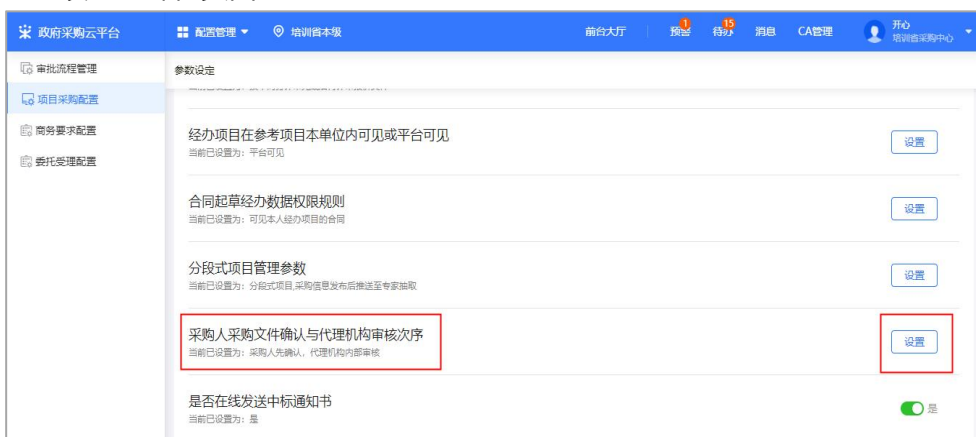 政府采购云平台
配置管理
培训省本级
前台大厅
预警
1
待办
15
消息
CA管理
开心
培训省采购中心
审批流程管理
项目采购配置
商务要求配置
委托受理配置
参数设定
经办项目在参考项目本单位内可见或平台可见
当前已设置为：平台可见
设置
合同起草经办数据权限规则
当前已设置为：可见本人经办项目的合同
设置
分段式项目管理参数
当前已设置为：分段式项目,采购信息发布后推送至专家抽取
设置
采购人采购文件确认与代理机构审核次序
当前已设置为：采购人先确认，代理机构内部审核
设置
是否在线发送中标通知书
当前已设置为：是
是